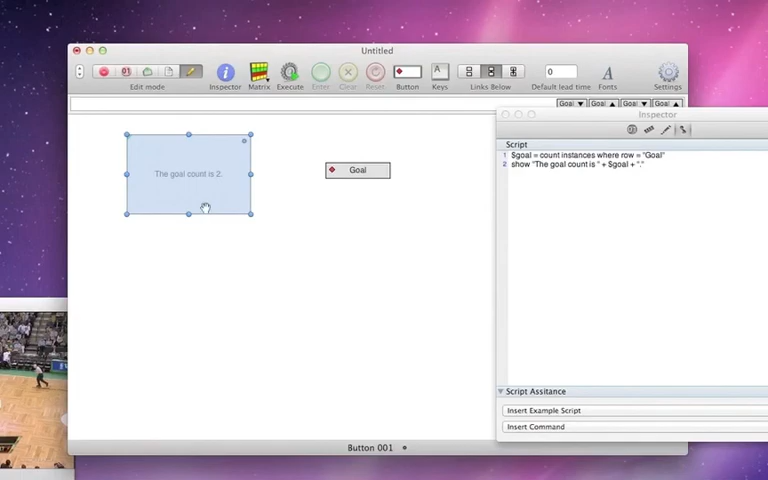 Untitled
Edit mode
Inspector
Matrix
Execute
Enter
Clear
Reset
Button
A
Keys
Links Below
0
Default lead time
Fonts
Settings
Goal
Goal
Goal
Goal
Inspector
Script
1 $goal = count instances where row = "Goal"
2 show "The goal count is " + $goal + "."
The goal count is 2.
Goal
Script Assitance
Insert Example Script
Insert Command
Button 001